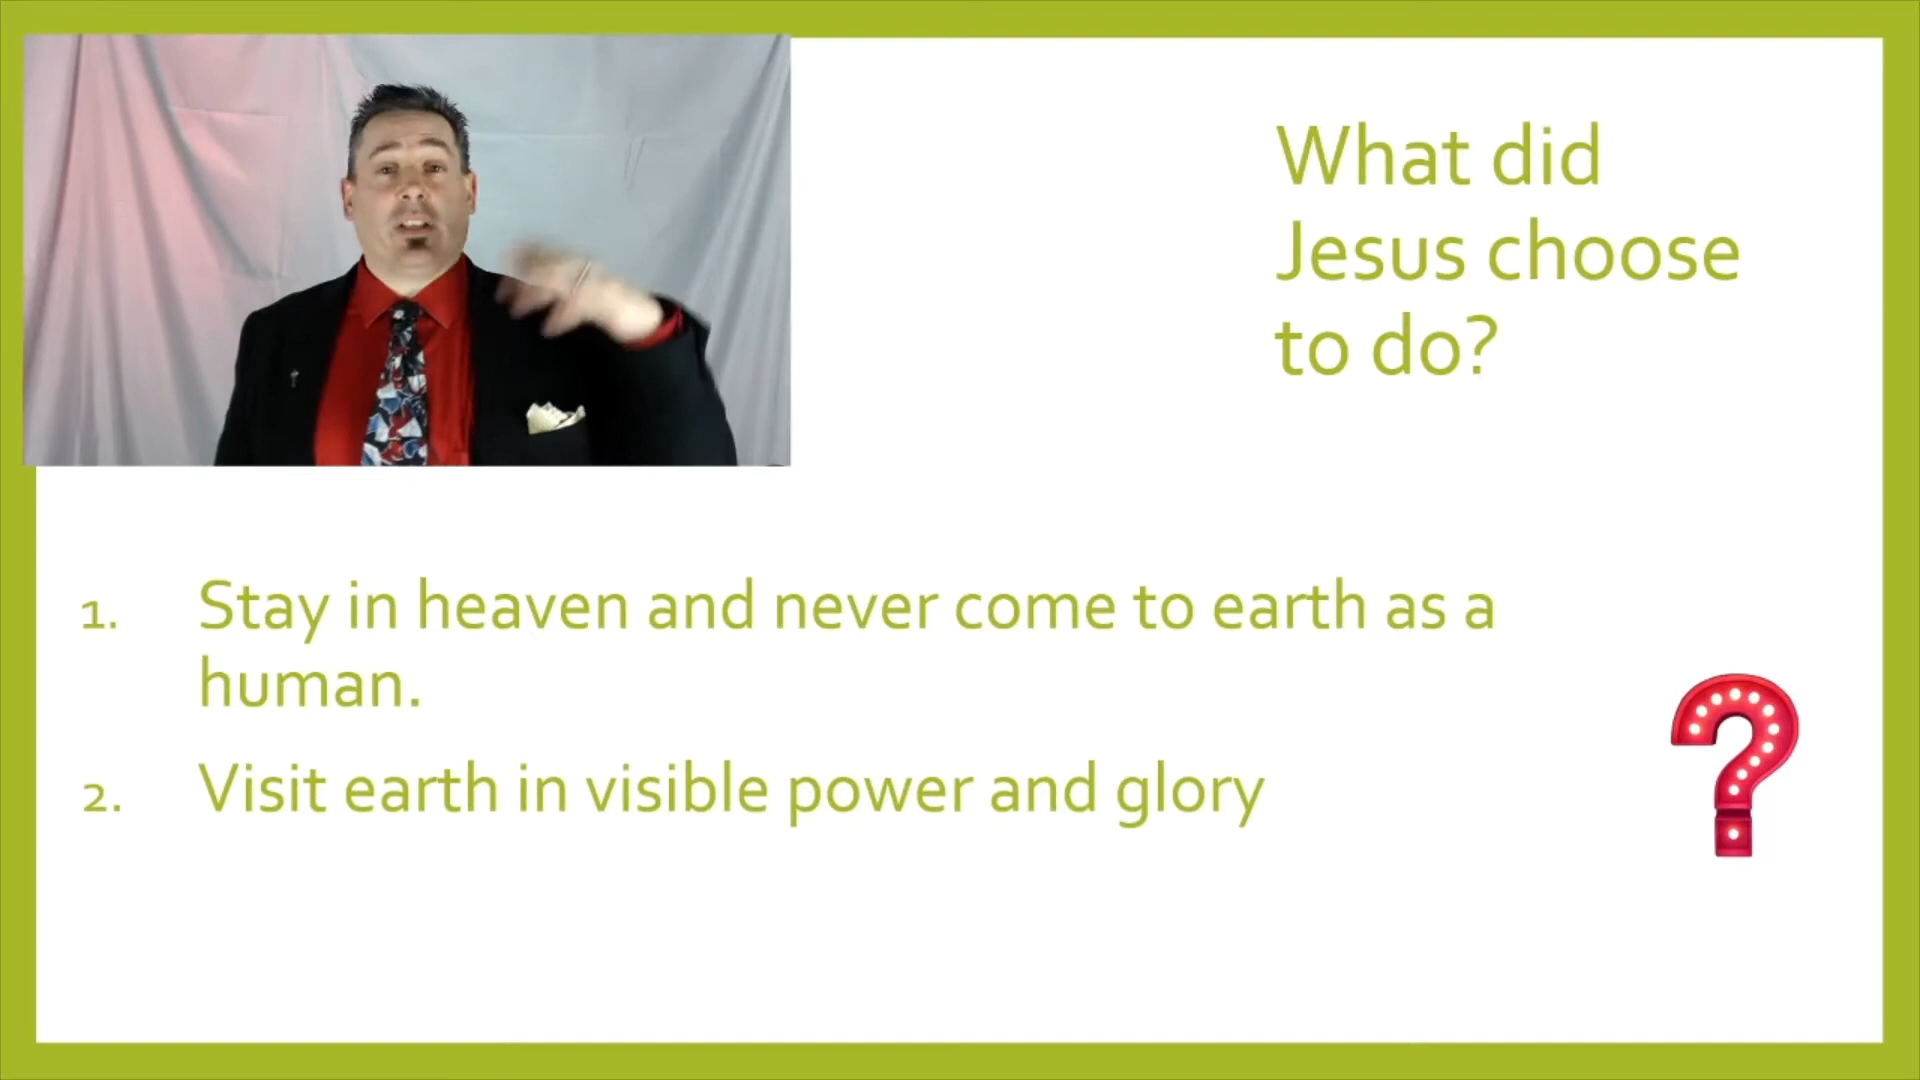 What did
Jesus choose
to do?
1. Stay in heaven and never come to earth as a
human.
2. Visit earth in visible power and glory